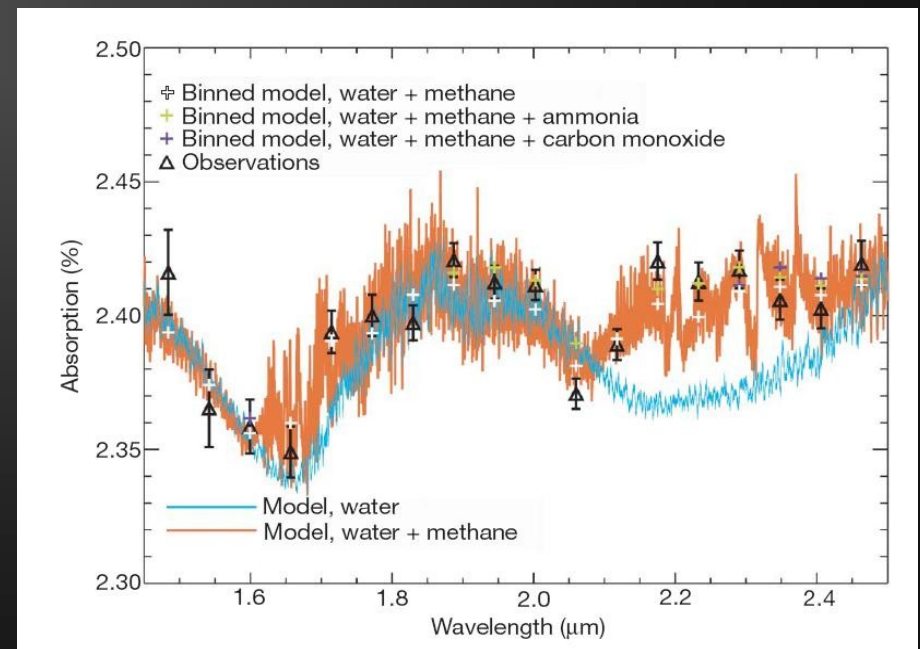 2.50
Binned model, water + methane
Binned model, water + methane + ammonia
Binned model, water + methane + carbon monoxide
Observations
2.45
2.40
2.35
2.30
Absorption (%)
Model, water
Model, water + methane
1.6 1.8 2.0 2.2 2.4
Wavelength (μm)